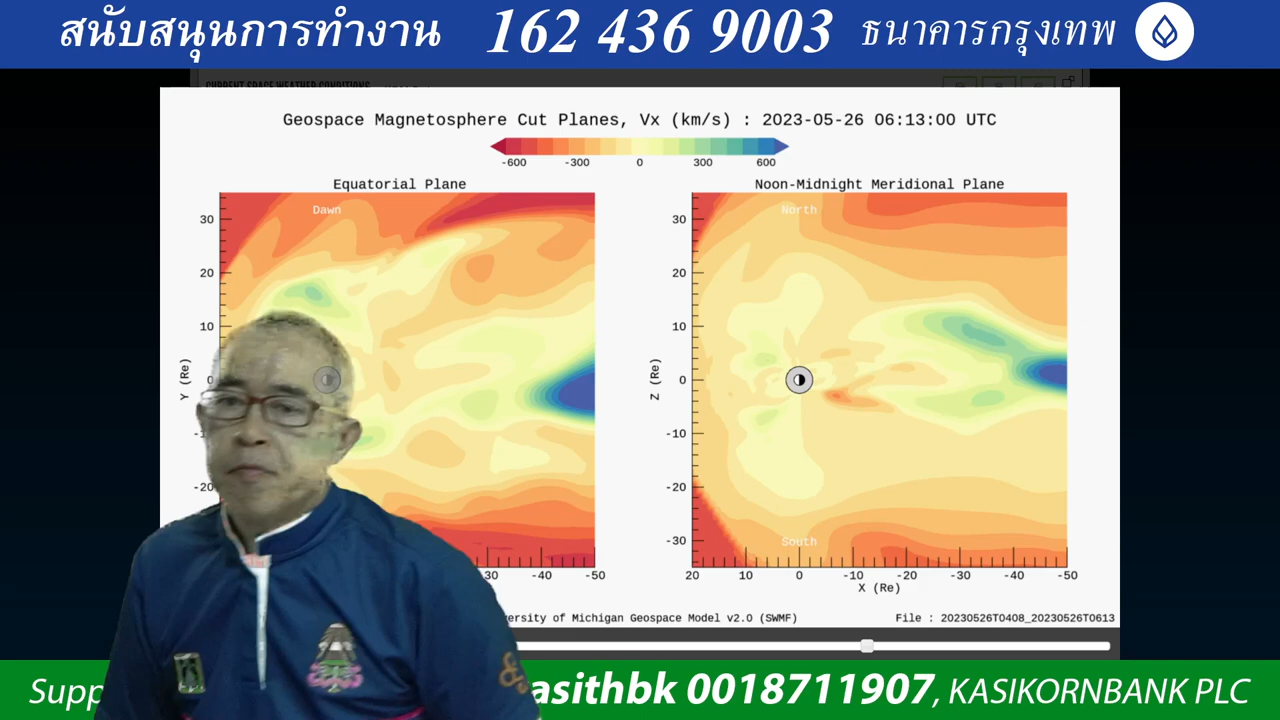 สนับสนุนการทำงาน 162 436 9003 ธนาคารกรุงเทพ
CURRENT SPACE WEATHER CONDITIONS
Geospace Magnetosphere Cut Planes, Vx (km/s) : 2023-05-26 06:13:00 UTC
-600 -300 0 300 600
Equatorial Plane
Dawn
30
20
10
0
-1
-20
Y (Re)
30 -40 -50
Noon-Midnight Meridional Plane
North
30
20
10
0
-10
-20
-30
Z (Re)
South
20 10 0 -10 -20 -30 -40 -50
X (Re)
ersity of Michigan Geospace Model v2.0 (SWMF) File : 20230526T0408_20230526T0613
Supp asithbk 0018711907, KASIKORNBANK PLC